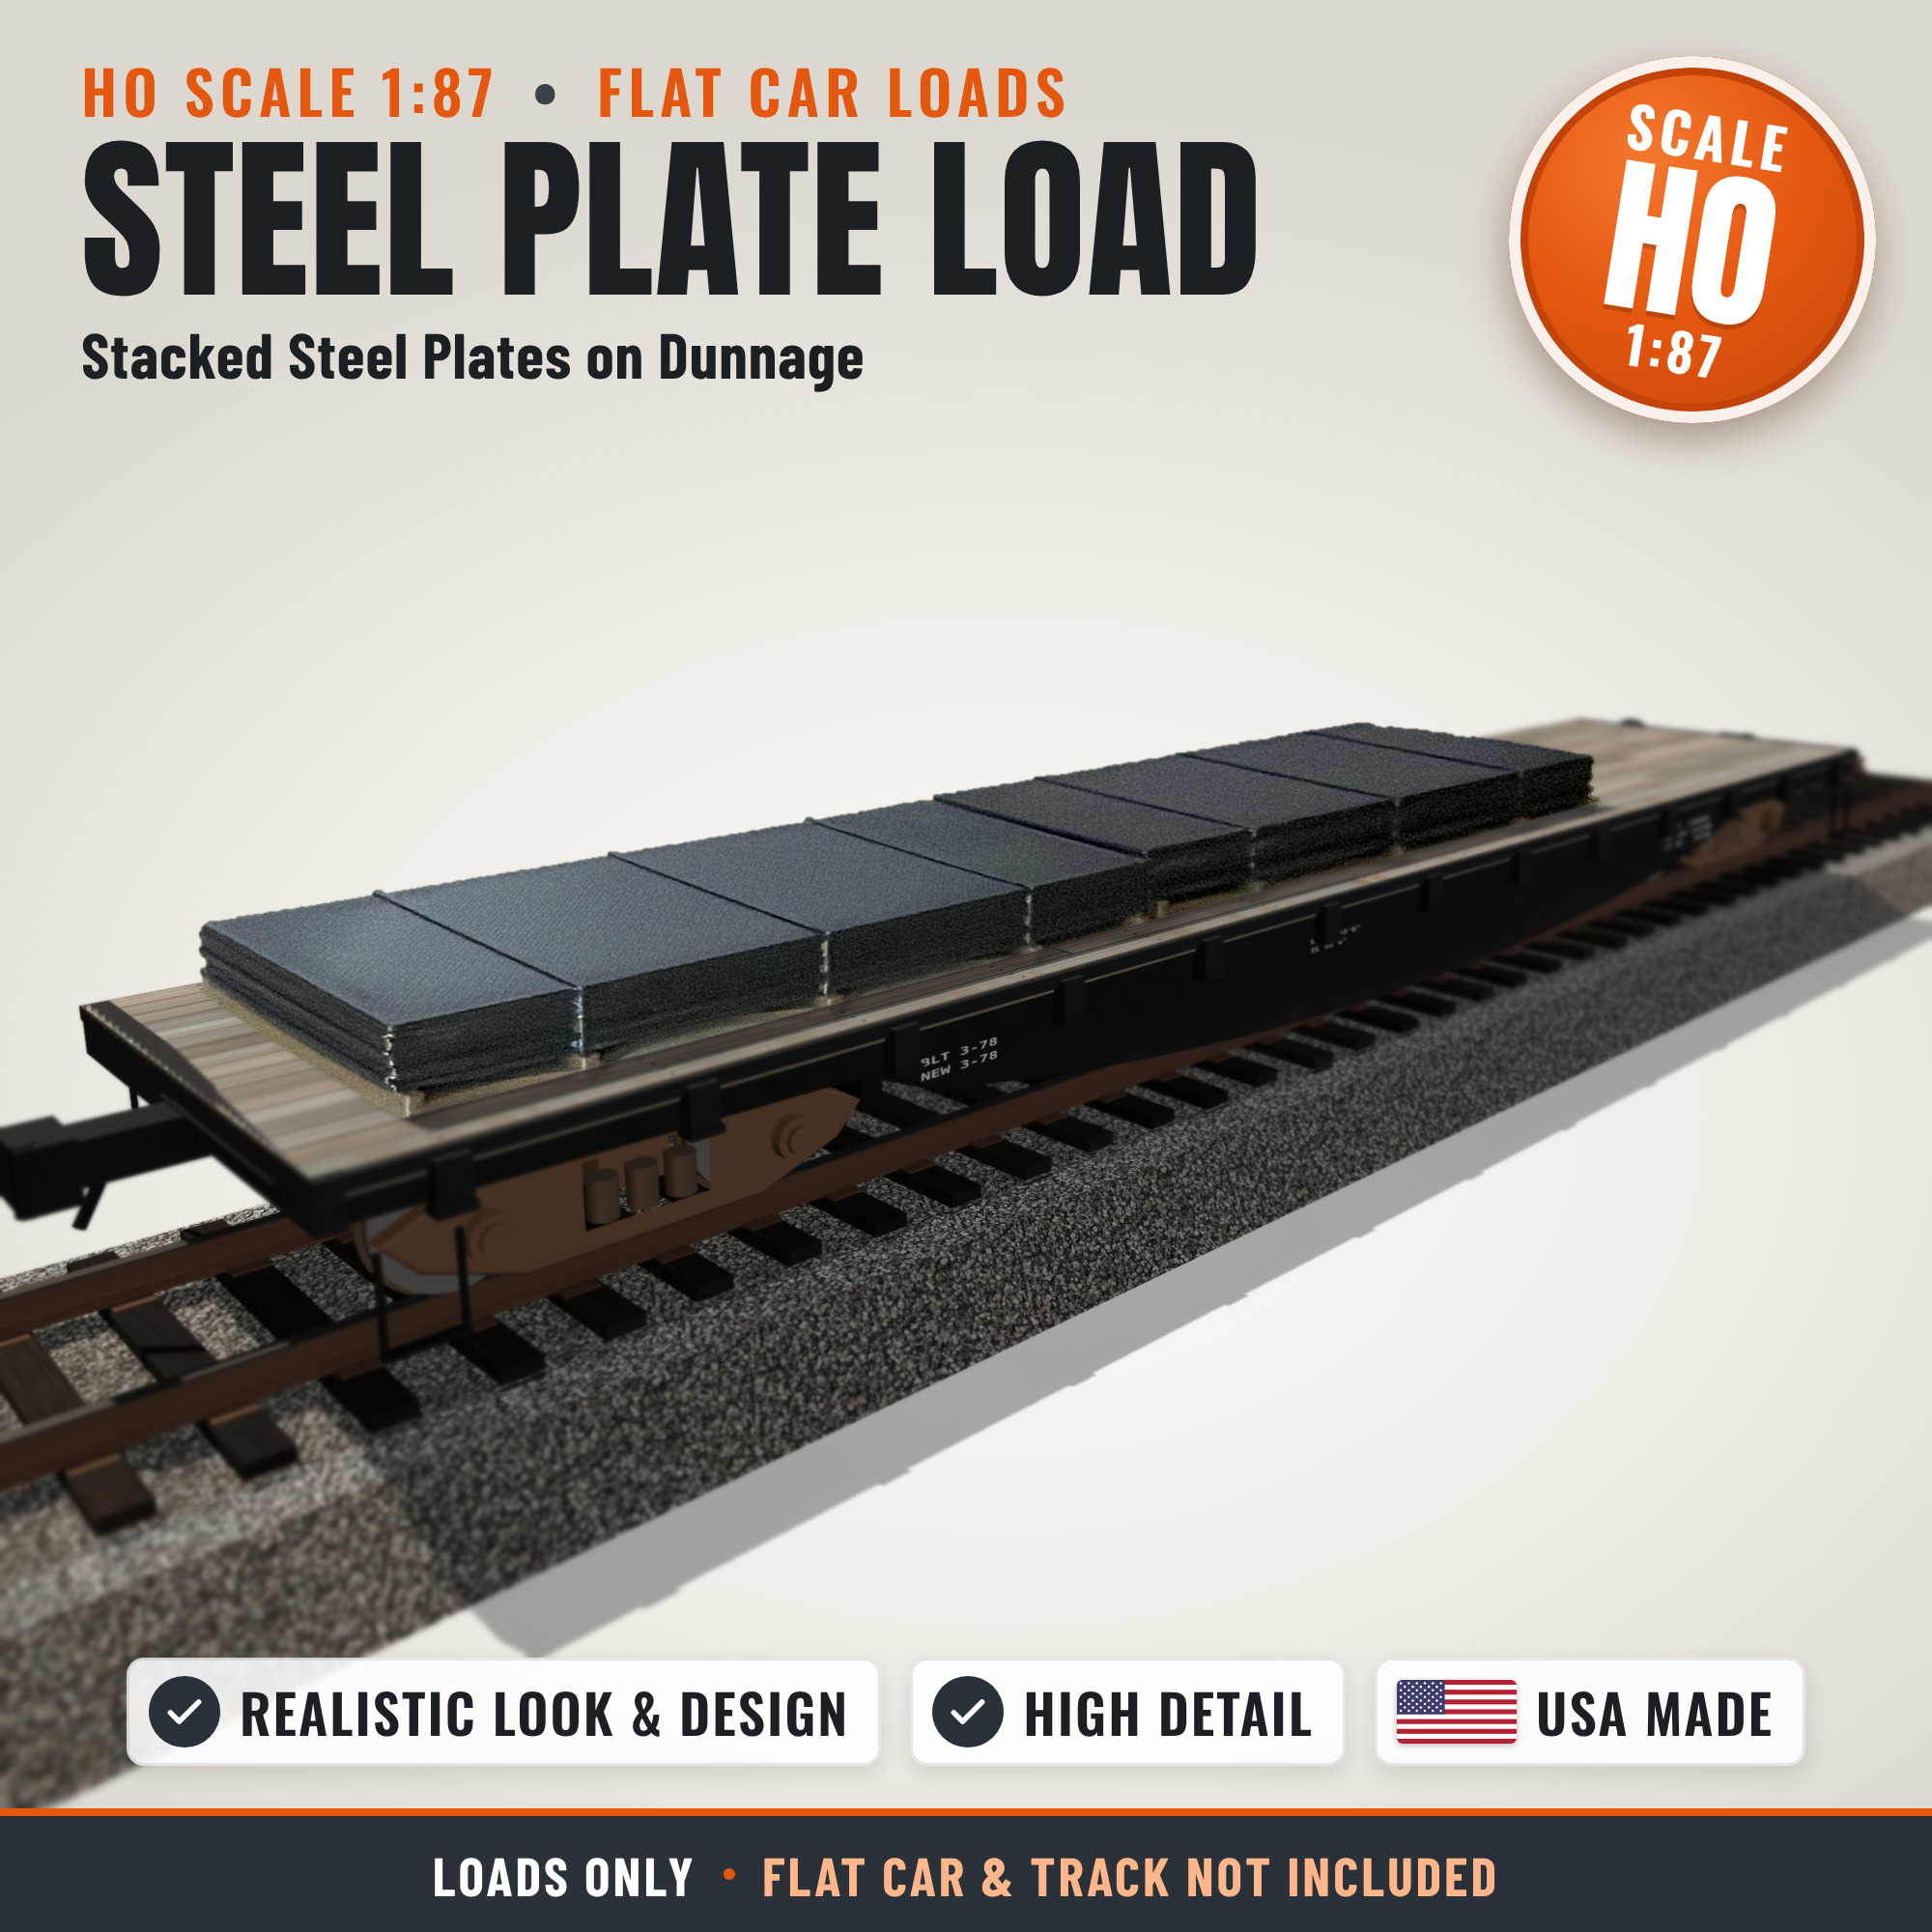 HO SCALE 1:87 • FLAT CAR LOADS
STEEL PLATE LOAD
Stacked Steel Plates on Dunnage
SCALE
HO
1:87
BLT 3-78
NEW 3-78
REALISTIC LOOK & DESIGN
HIGH DETAIL
USA MADE
LOADS ONLY • FLAT CAR & TRACK NOT INCLUDED